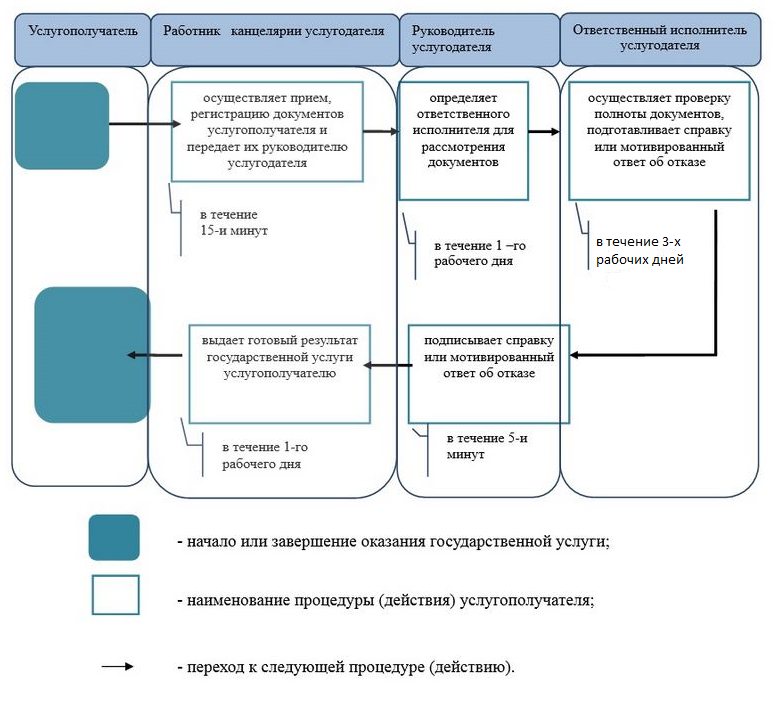 Услугополучатель
Работник канцелярии услугодателя
Руководитель
услугодателя
Ответственный исполнитель
услугодателя
осуществляет прием,
регистрацию документов
услугополучателя и
передает их руководителю
услугодателя
определяет
ответственного
исполнителя для
рассмотрения
документов
осуществляет проверку
полноты документов,
подготавливает справку
или мотивированный
ответ об отказе
в течение
15-и минут
в течение 1 –го
рабочего дня
в течение 3-х
рабочих дней
выдает готовый результат
государственной услуги
услугополучателю
подписывает справку
или мотивированный
ответ об отказе
в течение 1-го
рабочего дня
в течение 5-и
минут
- начало или завершение оказания государственной услуги;
- наименование процедуры (действия) услугополучателя;
- переход к следующей процедуре (действию).